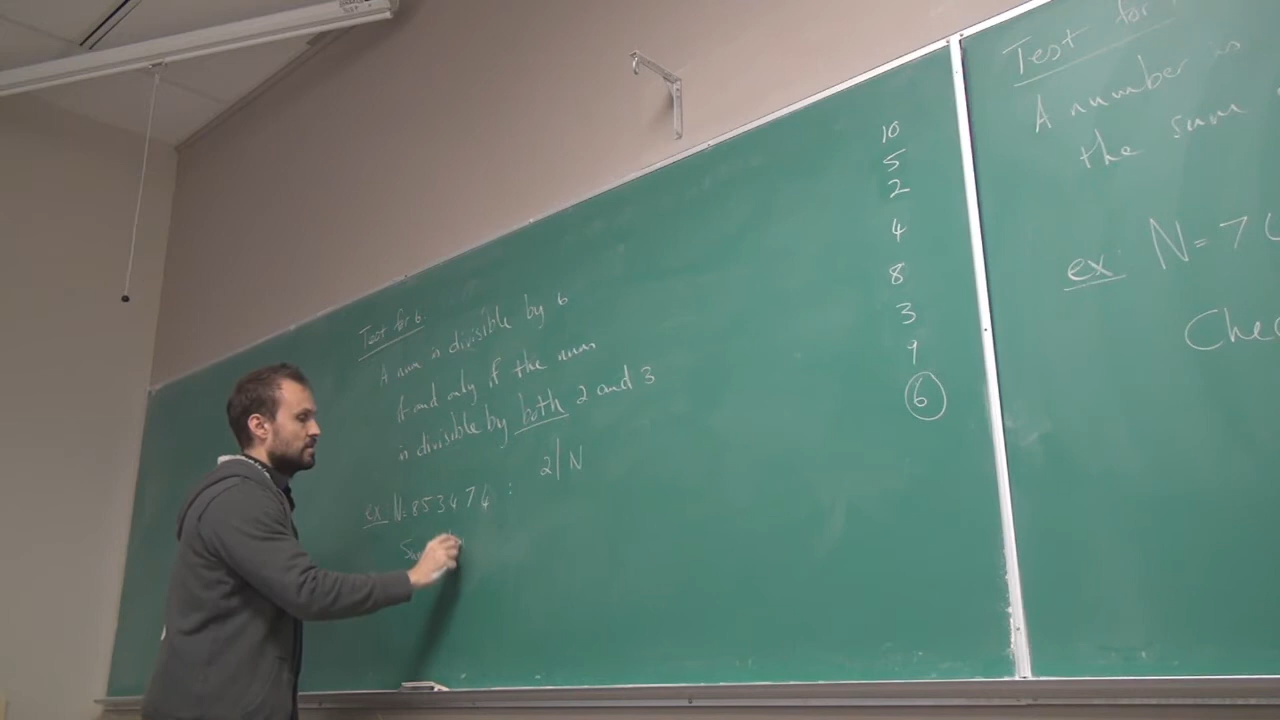 Test for 6:
A num is divisible by 6
if and only if the num
is divisible by both 2 and 3
2|N
ex N=853474 :
10
5
2
4
8
3
9
6
Test for
A number is
the sum
ex: N=7
Chec